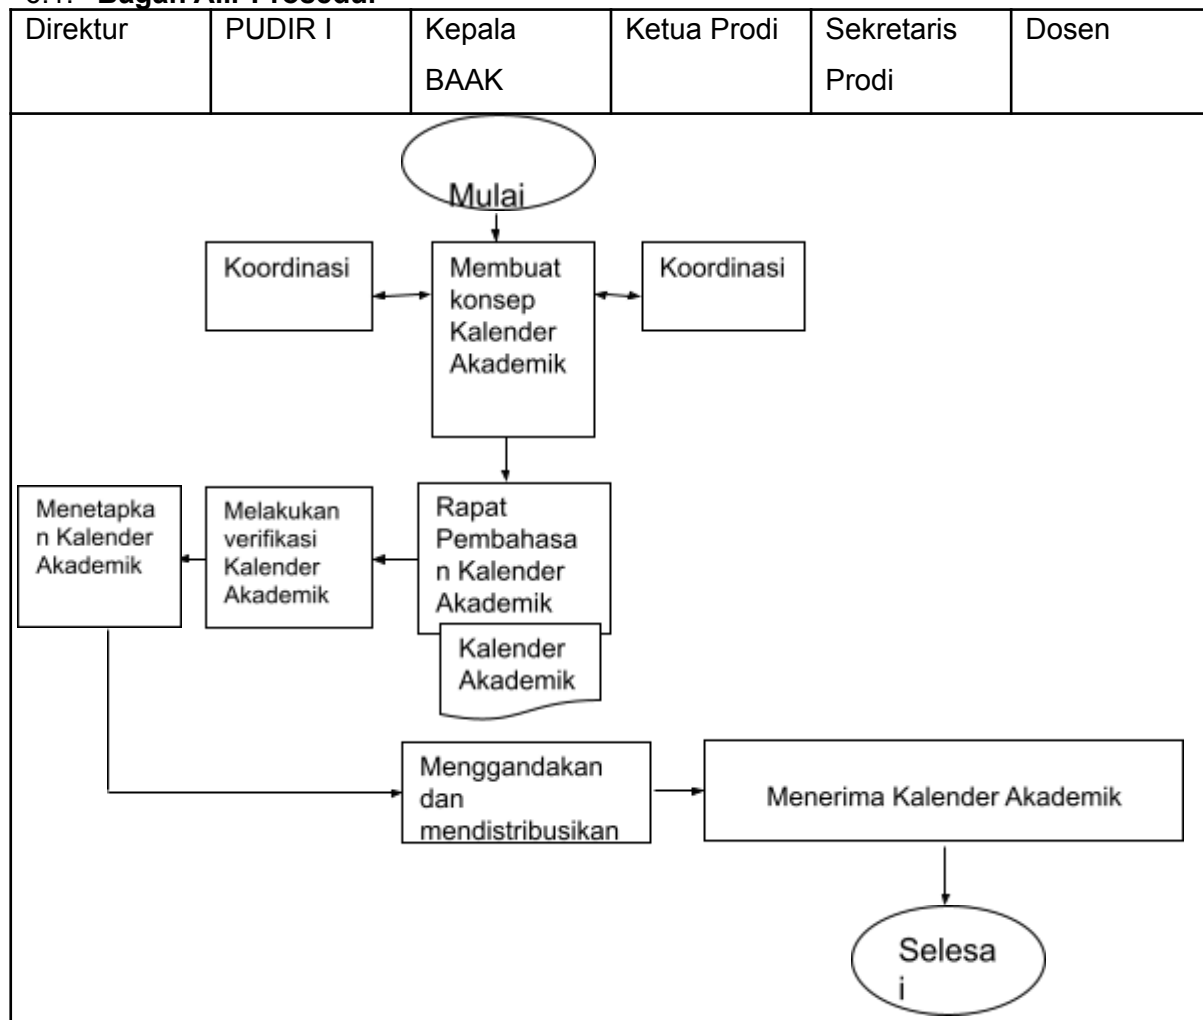 Bagan Alir Prosedur
Direktur
PUDIR I
Kepala
BAAK
Ketua Prodi
Sekretaris
Prodi
Dosen
Mulai
Koordinasi
Membuat
konsep
Kalender
Akademik
Koordinasi
Menetapka
n Kalender
Akademik
Melakukan
verifikasi
Kalender
Akademik
Rapat
Pembahasa
n Kalender
Akademik
Kalender
Akademik
Menggandakan
dan
mendistribusikan
Menerima Kalender Akademik
Selesa
i